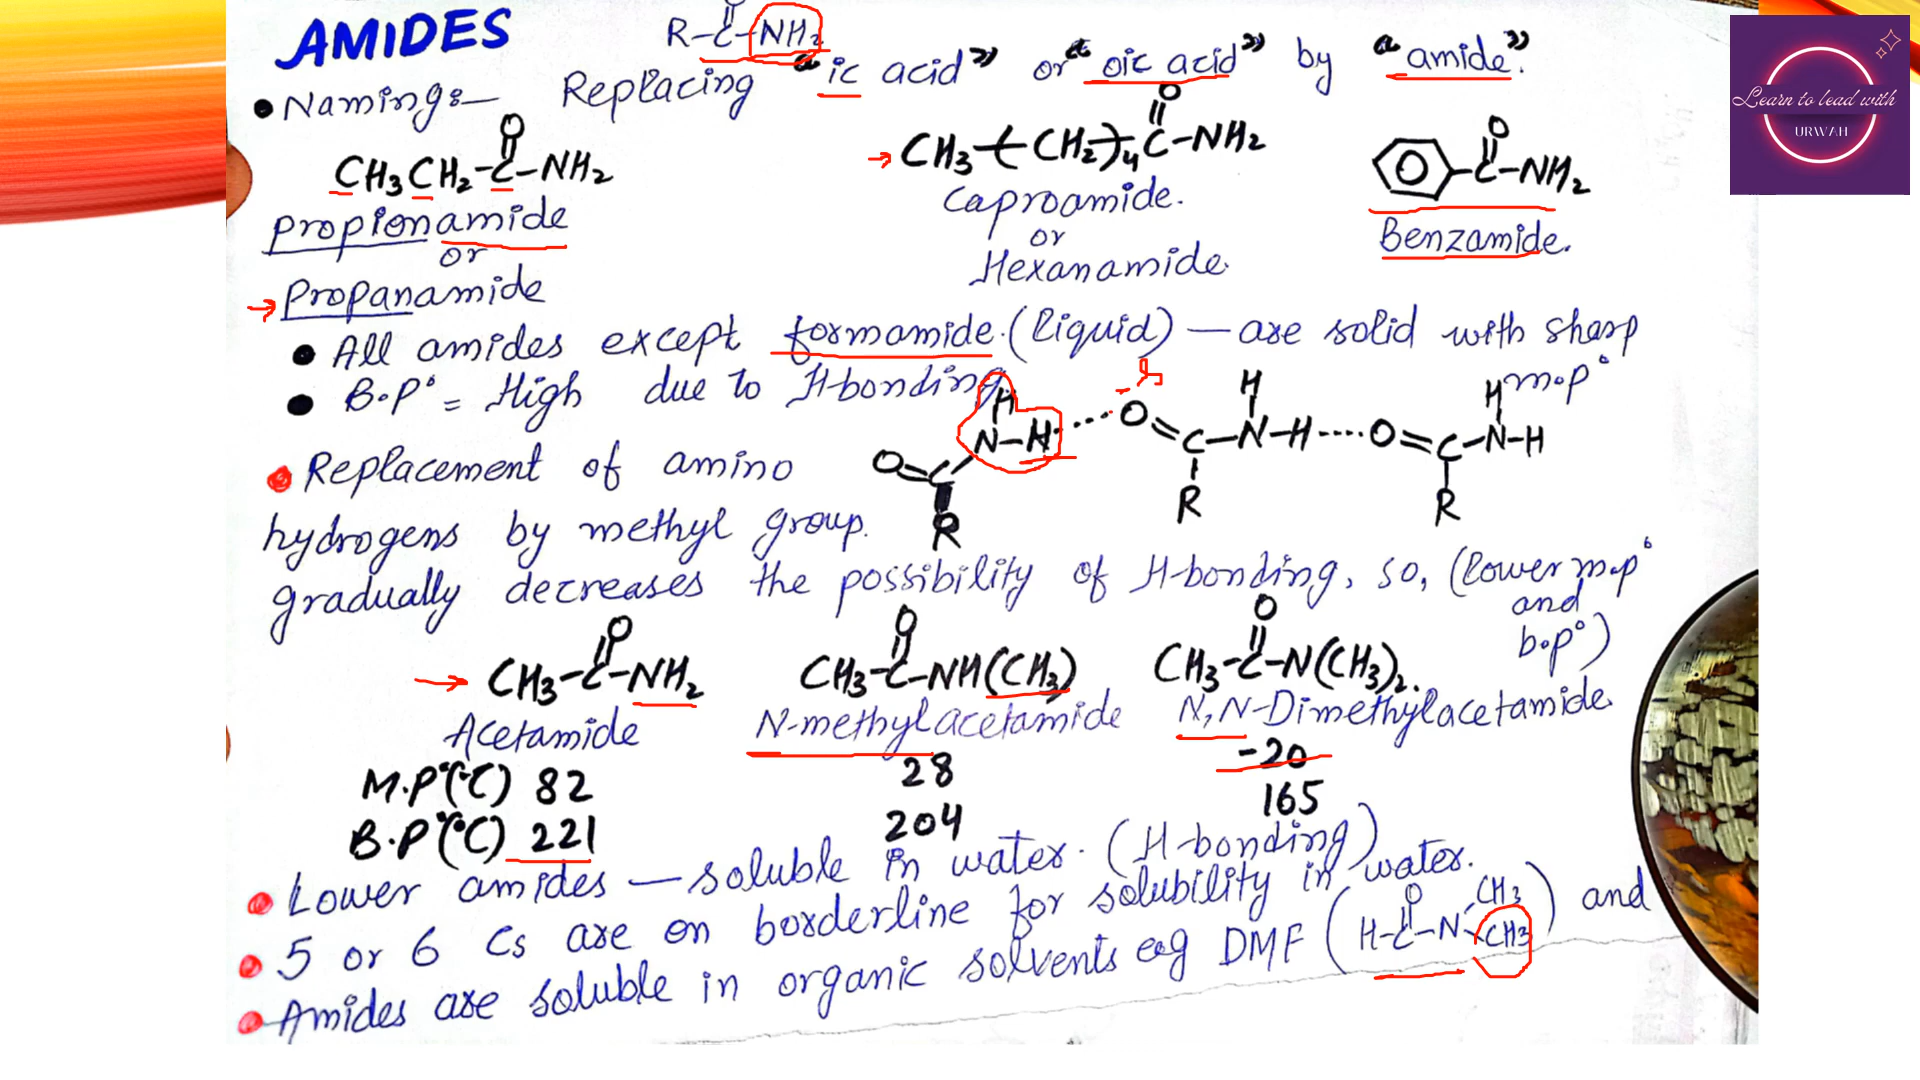 AMIDES
R-C-NH₂
• Naming:— Replacing "ic acid" or "oic acid" by "amide".
O O O
CH₃CH₂-C-NH₂ → CH₃-(CH₂)₄C-NH₂ C-NH₂
Propionamide Caproamide. Benzamide.
or or
→ Propanamide Hexanamide.
• All amides except formamide. (liquid) — are solid with sharp m.p°
• B.P° = High due to H-bonding.
H H H
N-H ···· O=C-N-H ···· O=C-N-H
O=C
R R R
• Replacement of amino
hydrogens by methyl group.
gradually decreases the possibility of H-bonding, so, (lower m.p° and b.p°)
O O O
→ CH₃-C-NH₂ CH₃-C-NH(CH₃) CH₃-C-N(CH₃)₂.
Acetamide N-methylacetamide N,N-Dimethylacetamide
M.P(°C) 82 28 -20
B.P(°C) 221 204 165
• Lower amides — soluble in water. (H-bonding)
• 5 or 6 Cs are on borderline for solubility in water.
• Amides are soluble in organic solvents e.g DMF (H-C-N CH₃ CH₃) and
O
Learn to lead with
URWAH